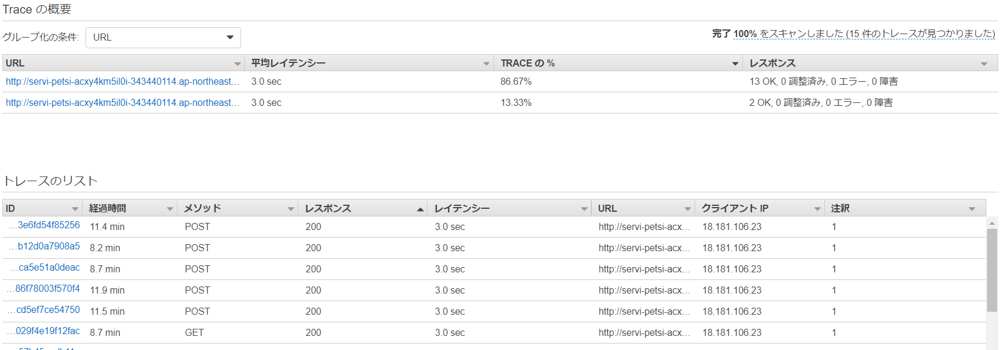 Trace の概要
グループ化の条件: URL
完了 100% をスキャンしました (15 件のトレースが見つかりました)
URL 平均レイテンシー TRACE の % レスポンス
http://servi-petsi-acxy4km5il0i-343440114.ap-northeast... 3.0 sec 86.67% 13 OK, 0 調整済み, 0 エラー, 0 障害
http://servi-petsi-acxy4km5il0i-343440114.ap-northeast... 3.0 sec 13.33% 2 OK, 0 調整済み, 0 エラー, 0 障害
トレースのリスト
ID 経過時間 メソッド レスポンス レイテンシー URL クライアント IP 注釈
...3e6fd54f85256 11.4 min POST 200 3.0 sec http://servi-petsi-acx... 18.181.106.23 1
...b12d0a7908a5 8.2 min POST 200 3.0 sec http://servi-petsi-acx... 18.181.106.23 1
...ca5e51a0deac 8.7 min POST 200 3.0 sec http://servi-petsi-acx... 18.181.106.23 1
...86f78003f570f4 11.9 min POST 200 3.0 sec http://servi-petsi-acx... 18.181.106.23 1
...cd5ef7ce54750 11.5 min POST 200 3.0 sec http://servi-petsi-acx... 18.181.106.23 1
...029f4e19f12fac 8.7 min GET 200 3.0 sec http://servi-petsi-acx... 18.181.106.23 1